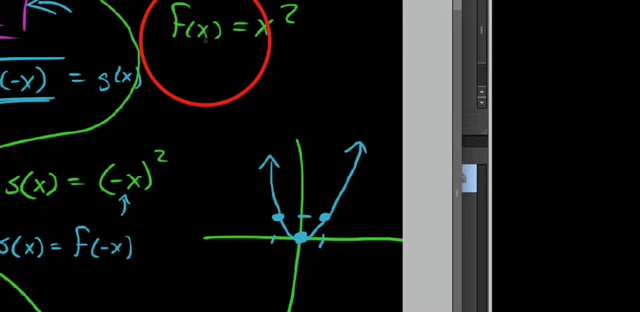 f(x) = x²
(-x) = s(x)
s(x) = (-x)²
s(x) = f(-x)